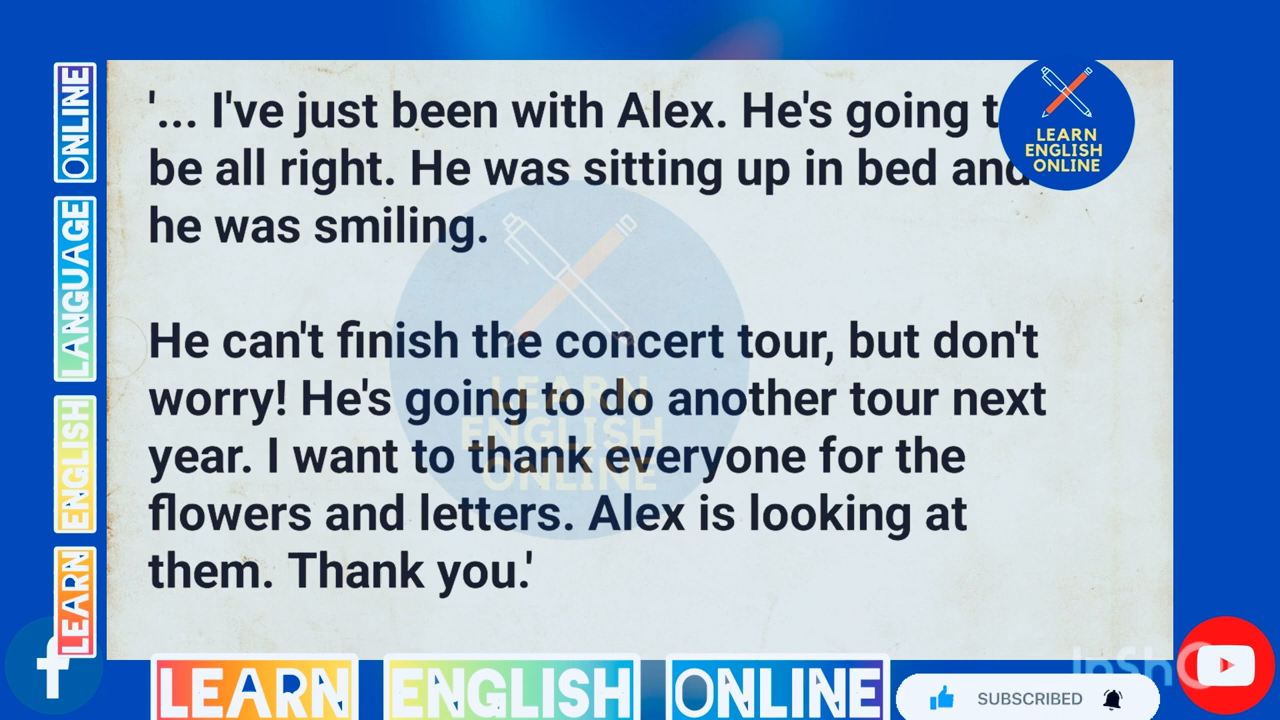 '... I've just been with Alex. He's going t
be all right. He was sitting up in bed and
he was smiling.
He can't finish the concert tour, but don't
worry! He's going to do another tour next
year. I want to thank everyone for the
flowers and letters. Alex is looking at
them. Thank you.'
LEARN
ENGLISH
ONLINE
LEARN
ENGLISH
ONLINE
LEARN ENGLISH LANGUAGE ONLINE
LEARN ENGLISH ONLINE
SUBSCRIBED
f